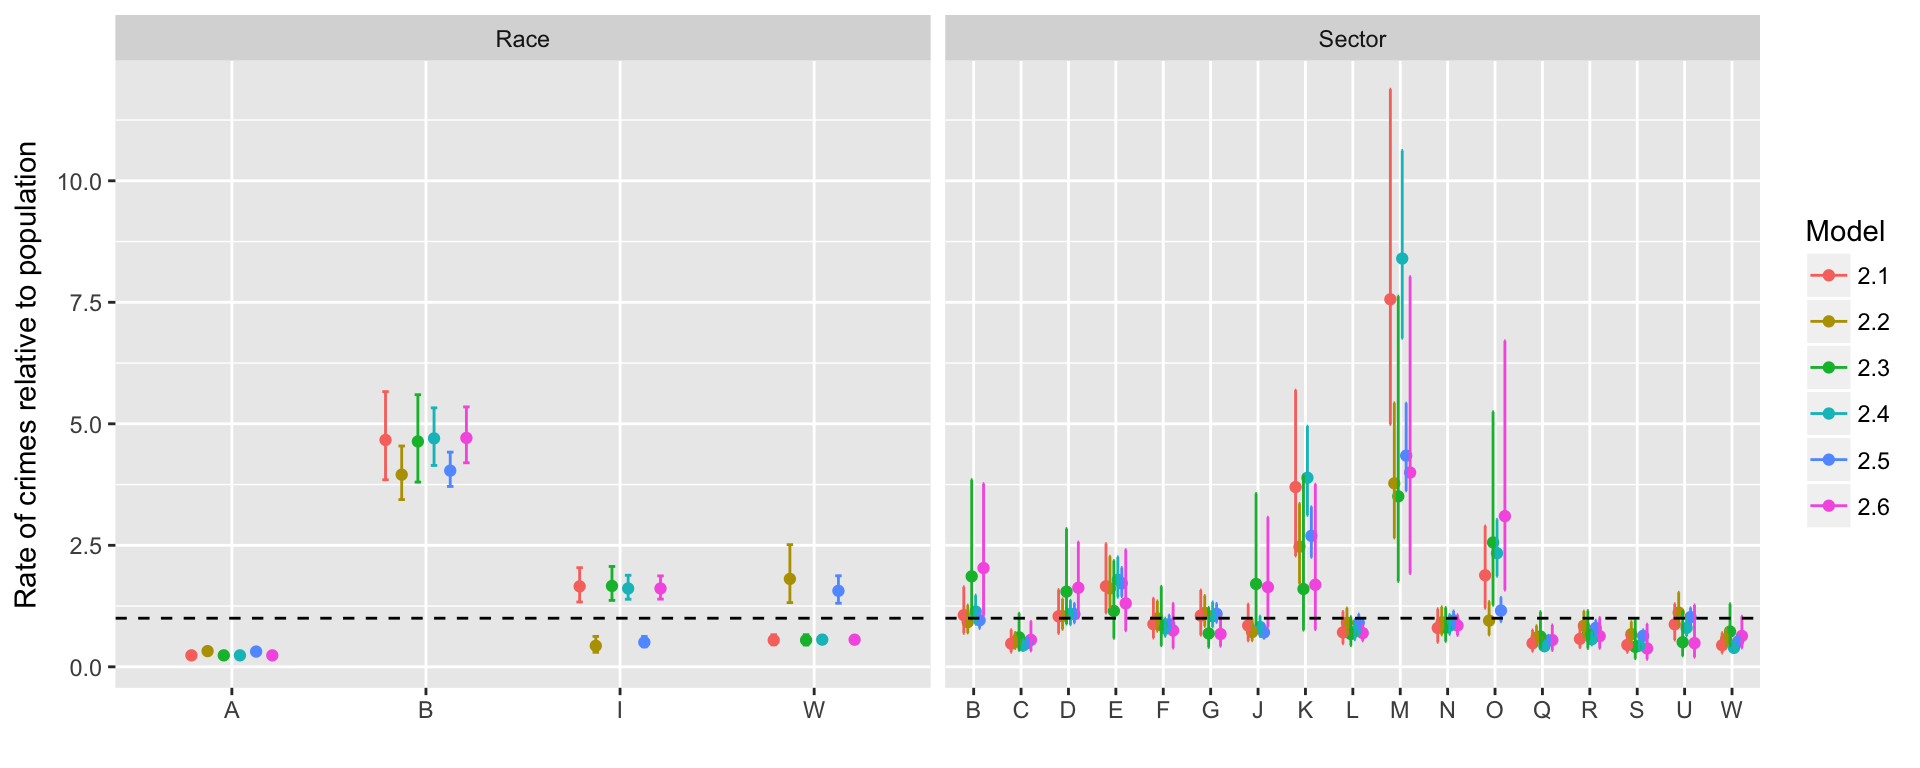 Race
Sector
Rate of crimes relative to population
10.0
7.5
5.0
2.5
0.0
A B I W
B C D E F G J K L M N O Q R S U W
Model
2.1
2.2
2.3
2.4
2.5
2.6